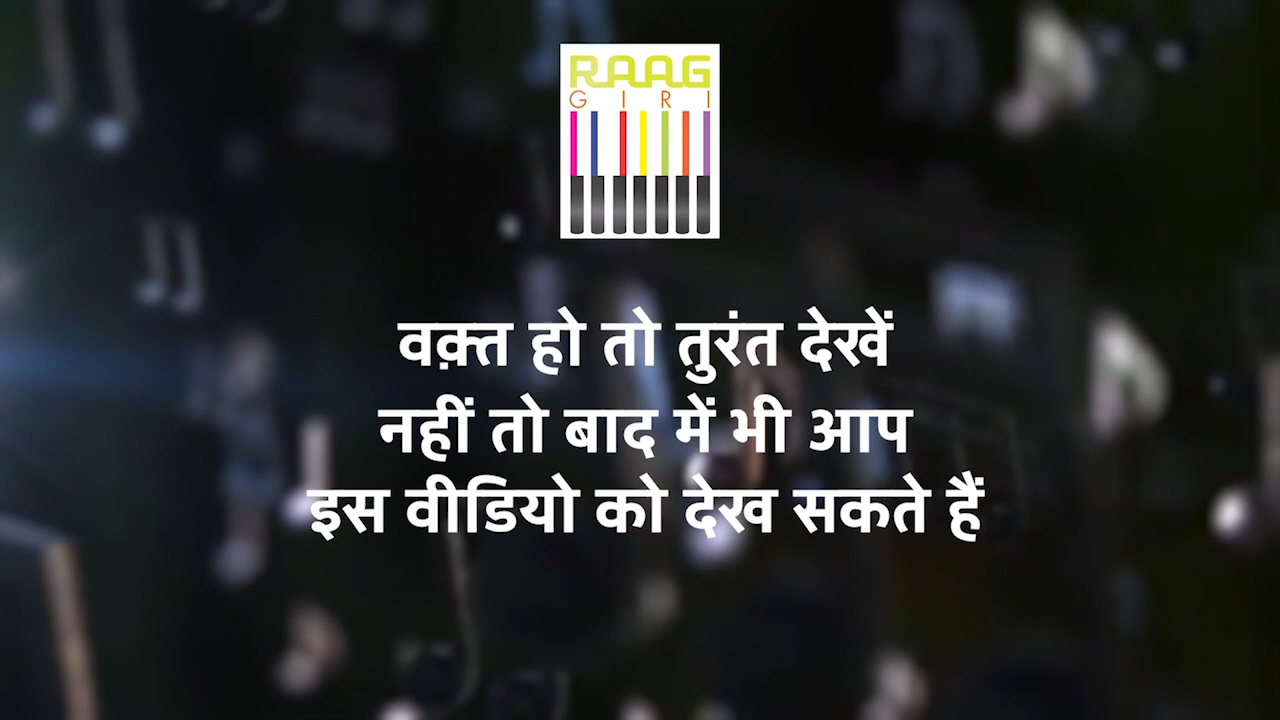 RAAG
GIRI
वक़्त हो तो तुरंत देखें
नहीं तो बाद में भी आप
इस वीडियो को देख सकते हैं